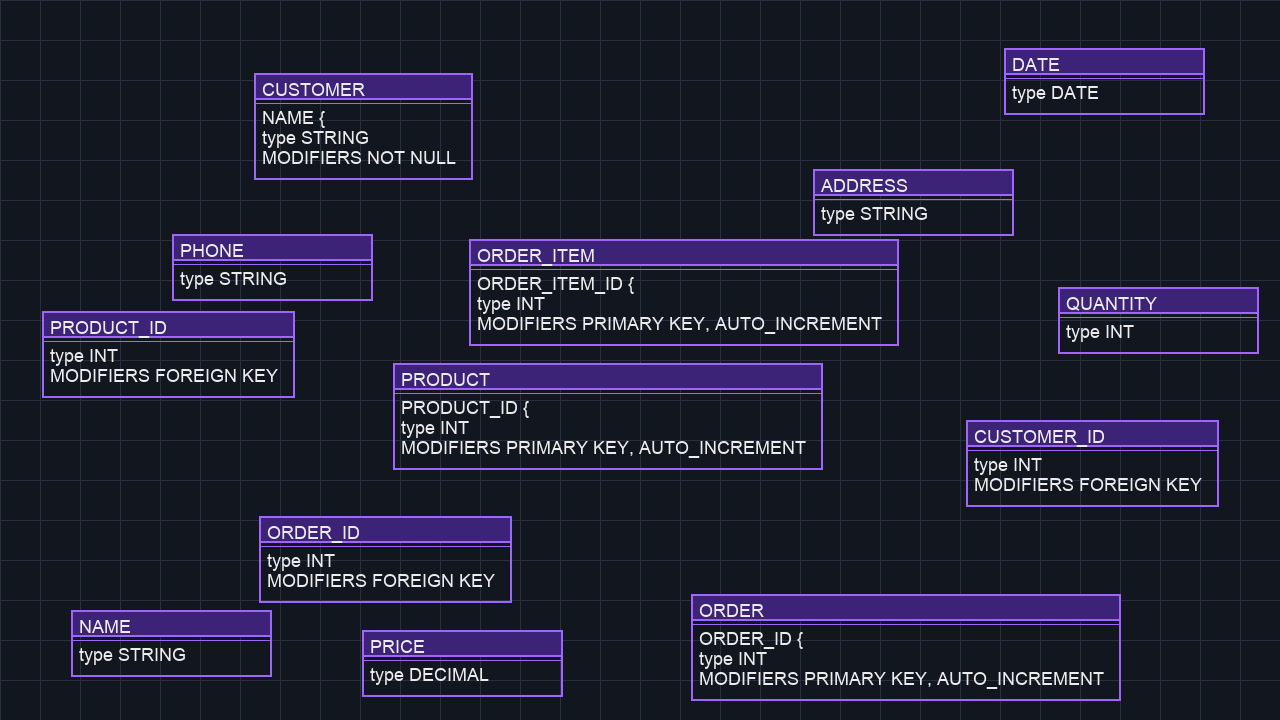 DATE
type DATE
CUSTOMER
NAME {
type STRING
MODIFIERS NOT NULL
ADDRESS
type STRING
PHONE
type STRING
ORDER_ITEM
ORDER_ITEM_ID {
type INT
MODIFIERS PRIMARY KEY, AUTO_INCREMENT
QUANTITY
type INT
PRODUCT_ID
type INT
MODIFIERS FOREIGN KEY
PRODUCT
PRODUCT_ID {
type INT
MODIFIERS PRIMARY KEY, AUTO_INCREMENT
CUSTOMER_ID
type INT
MODIFIERS FOREIGN KEY
ORDER_ID
type INT
MODIFIERS FOREIGN KEY
ORDER
ORDER_ID {
type INT
MODIFIERS PRIMARY KEY, AUTO_INCREMENT
NAME
type STRING
PRICE
type DECIMAL